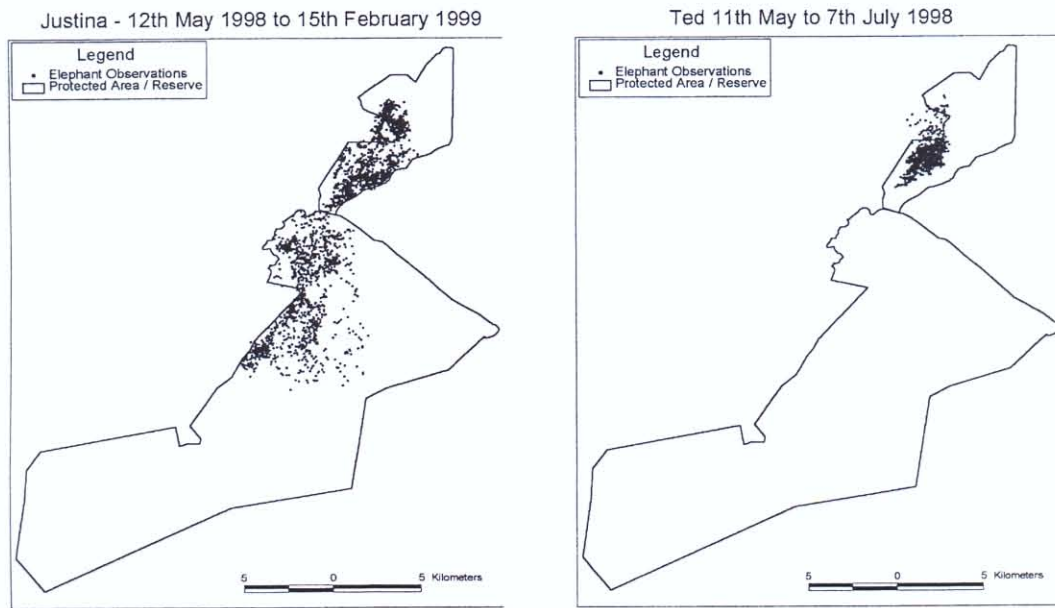 Justina - 12th May 1998 to 15th February 1999
Legend
Elephant Observations
Protected Area / Reserve
5 0 5 Kilometers
Ted 11th May to 7th July 1998
Legend
Elephant Observations
Protected Area / Reserve
5 0 5 Kilometers